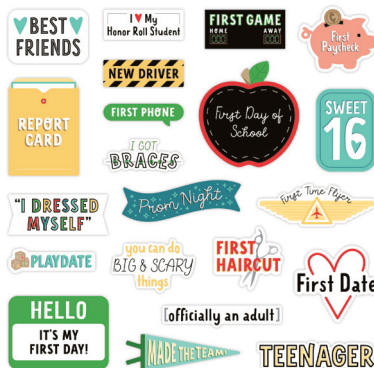 BEST
FRIENDS
I ♥ My
Honor Roll Student
FIRST GAME
HOME AWAY
First
Paycheck
NEW DRIVER
REPORT
CARD
FIRST PHONE
First Day of
School
SWEET
16
I GOT
BRACES
"I DRESSED
MYSELF"
Prom Night
First Time Flyer
PLAYDATE
you can do
BIG & SCARY
things
FIRST
HAIRCUT
First Date
HELLO
IT'S MY
FIRST DAY!
[officially an adult]
MADE THE TEAM!
TEENAGER